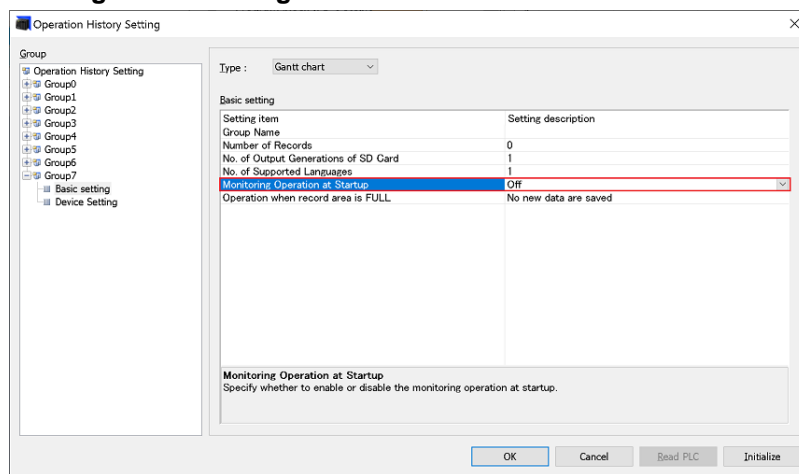 Operation History Setting
Group
Operation History Setting
Group0
Group1
Group2
Group3
Group4
Group5
Group6
Group7
Basic setting
Device Setting
Type : Gantt chart
Basic setting
Setting item Setting description
Group Name
Number of Records 0
No. of Output Generations of SD Card 1
No. of Supported Languages 1
Monitoring Operation at Startup Off
Operation when record area is FULL No new data are saved
Monitoring Operation at Startup
Specify whether to enable or disable the monitoring operation at startup.
OK Cancel Read PLC Initialize